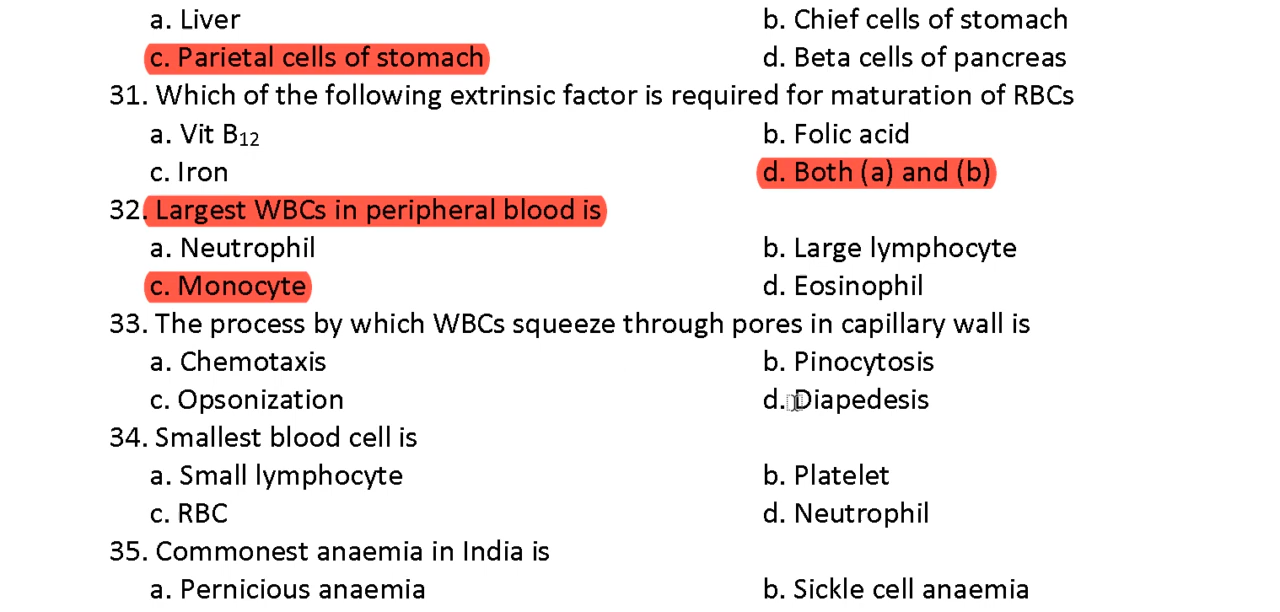 a. Liver b. Chief cells of stomach
c. Parietal cells of stomach d. Beta cells of pancreas
31. Which of the following extrinsic factor is required for maturation of RBCs
a. Vit B₁₂ b. Folic acid
c. Iron d. Both (a) and (b)
32. Largest WBCs in peripheral blood is
a. Neutrophil b. Large lymphocyte
c. Monocyte d. Eosinophil
33. The process by which WBCs squeeze through pores in capillary wall is
a. Chemotaxis b. Pinocytosis
c. Opsonization d. Diapedesis
34. Smallest blood cell is
a. Small lymphocyte b. Platelet
c. RBC d. Neutrophil
35. Commonest anaemia in India is
a. Pernicious anaemia b. Sickle cell anaemia